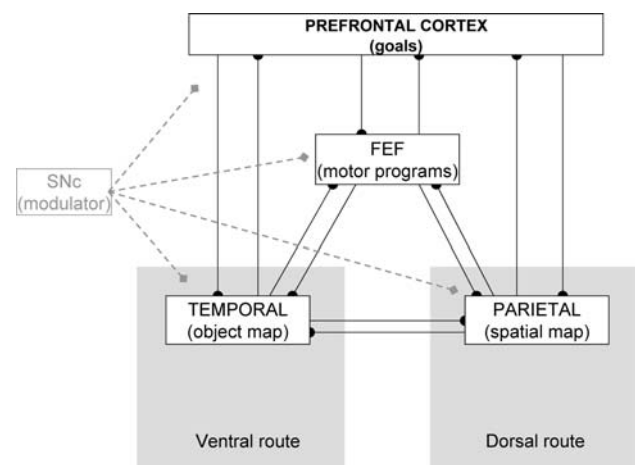 PREFRONTAL CORTEX
(goals)
FEF
(motor programs)
SNc
(modulator)
TEMPORAL
(object map)
PARIETAL
(spatial map)
Ventral route
Dorsal route